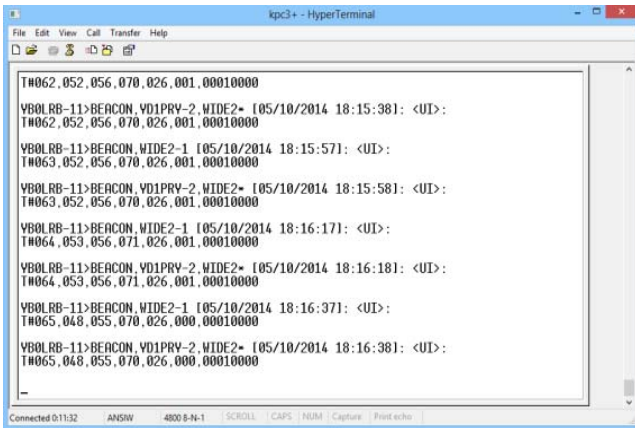 kpc3+ - HyperTerminal
File Edit View Call Transfer Help
T#062,052,056,070,026,001,00010000
YB0LRB-11>BEACON,YD1PRY-2,WIDE2* [05/10/2014 18:15:38]: <UI>:
T#062,052,056,070,026,001,00010000
YB0LRB-11>BEACON,WIDE2-1 [05/10/2014 18:15:57]: <UI>:
T#063,052,056,070,026,001,00010000
YB0LRB-11>BEACON,YD1PRY-2,WIDE2* [05/10/2014 18:15:58]: <UI>:
T#063,052,056,070,026,001,00010000
YB0LRB-11>BEACON,WIDE2-1 [05/10/2014 18:16:17]: <UI>:
T#064,053,056,071,026,001,00010000
YB0LRB-11>BEACON,YD1PRY-2,WIDE2* [05/10/2014 18:16:18]: <UI>:
T#064,053,056,071,026,001,00010000
YB0LRB-11>BEACON,WIDE2-1 [05/10/2014 18:16:37]: <UI>:
T#065,048,055,070,026,000,00010000
YB0LRB-11>BEACON,YD1PRY-2,WIDE2* [05/10/2014 18:16:38]: <UI>:
T#065,048,055,070,026,000,00010000
Connected 0:11:32 ANSIW 4800 8-N-1 SCROLL CAPS NUM Capture Print echo